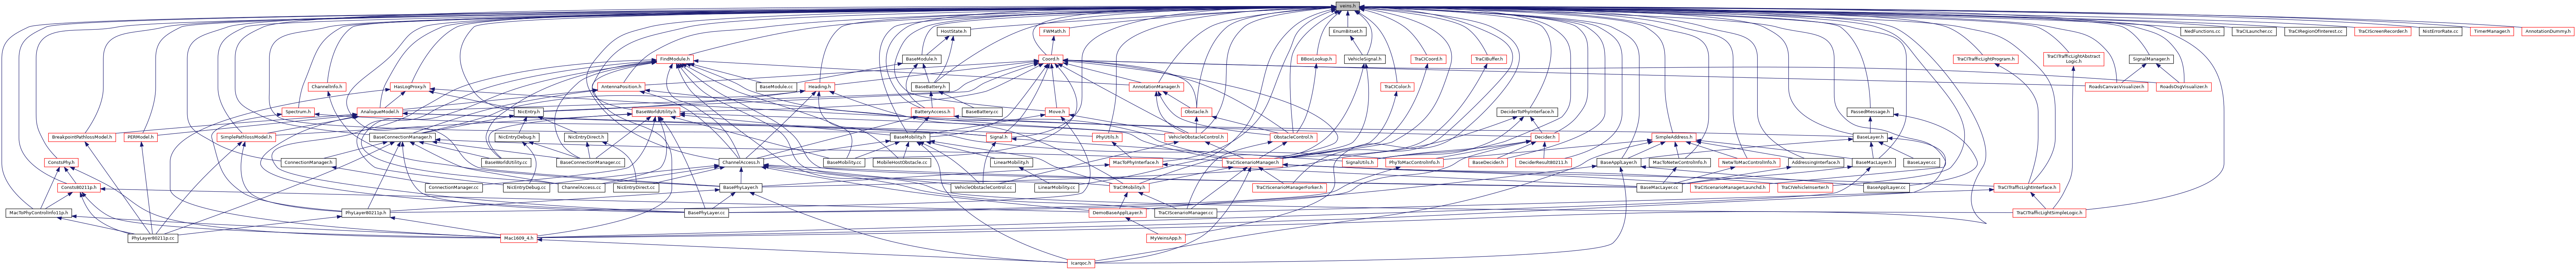 veins.h
HostState.h
FWMath.h
EnumBitset.h
NedFunctions.cc
TraCILauncher.cc
TraCIRegionOfInterest.cc
TraCIScreenRecorder.h
NistErrorRate.cc
TimerManager.h
AnnotationDummy.h
FindModule.h
BaseModule.h
Coord.h
BBoxLookup.h
VehicleSignal.h
TraCICoord.h
TraCIBuffer.h
TraCITrafficLightProgram.h
TraCITrafficLightAbstract
Logic.h
SignalManager.h
ChannelInfo.h
HasLogProxy.h
AntennaPosition.h
BaseModule.cc
Heading.h
BaseBattery.h
AnnotationManager.h
TraCIColor.h
RoadsCanvasVisualizer.h
RoadsOsgVisualizer.h
Spectrum.h
AnalogueModel.h
NicEntry.h
BaseWorldUtility.h
BatteryAccess.h
BaseBattery.cc
Move.h
Obstacle.h
DeciderToPhyInterface.h
PassedMessage.h
BreakpointPathlossModel.h
PERModel.h
SimplePathlossModel.h
BaseConnectionManager.h
NicEntryDebug.h
NicEntryDirect.h
BaseMobility.h
Signal.h
PhyUtils.h
VehicleObstacleControl.h
ObstacleControl.h
Decider.h
SimpleAddress.h
BaseLayer.h
ConstsPhy.h
ConnectionManager.h
BaseWorldUtility.cc
BaseConnectionManager.cc
ChannelAccess.h
BaseMobility.cc
MobileHostObstacle.cc
LinearMobility.h
MacToPhyInterface.h
TraCIScenarioManager.h
SignalUtils.h
PhyToMacControlInfo.h
BaseDecider.h
DeciderResult80211.h
BaseApplLayer.h
MacToNetwControlInfo.h
NetwToMacControlInfo.h
AddressingInterface.h
BaseMacLayer.h
BaseLayer.cc
Consts80211p.h
ConnectionManager.cc
NicEntryDebug.cc
ChannelAccess.cc
NicEntryDirect.cc
BasePhyLayer.h
VehicleObstacleControl.cc
LinearMobility.cc
TraCIMobility.h
TraCIScenarioManagerForker.h
BaseMacLayer.cc
TraCIScenarioManagerLaunchd.h
TraCIVehicleInserter.h
BaseApplLayer.cc
TraCITrafficLightInterface.h
MacToPhyControlInfo11p.h
PhyLayer80211p.h
BasePhyLayer.cc
DemoBaseApplLayer.h
TraCIScenarioManager.cc
TraCITrafficLightSimpleLogic.h
PhyLayer80211p.cc
Mac1609_4.h
MyVeinsApp.h
Icarqoc.h